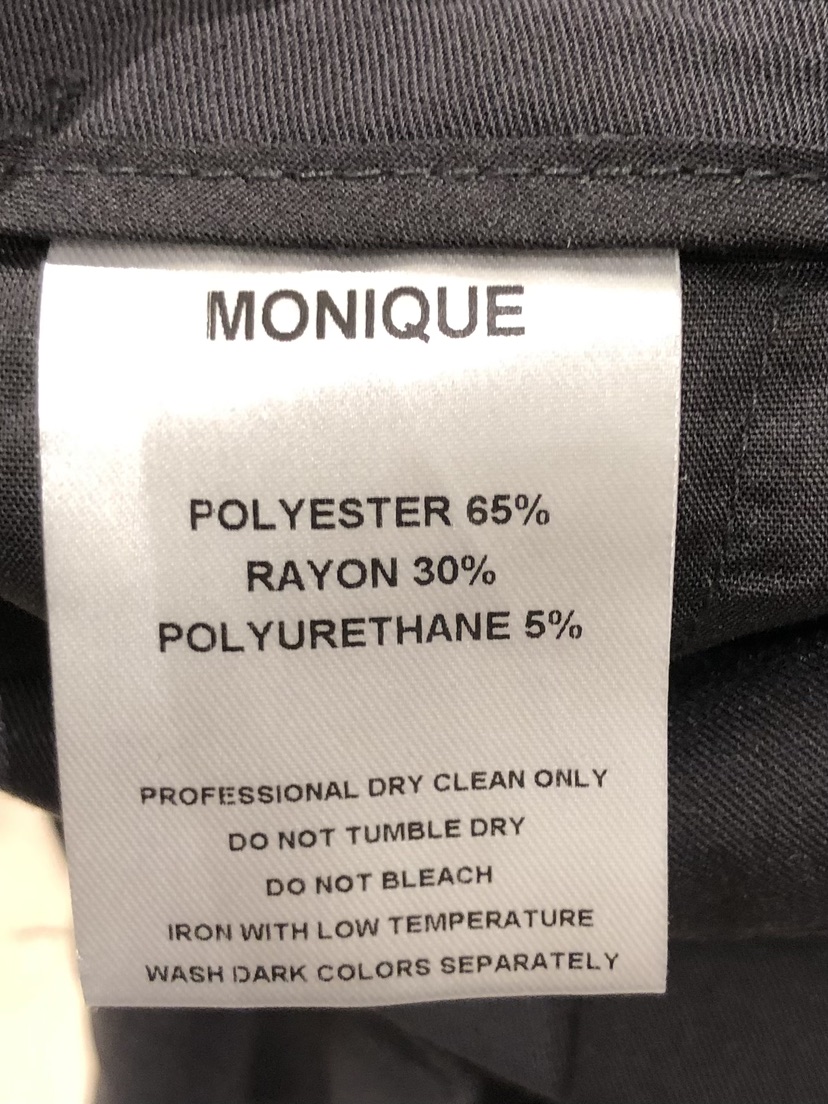 MONIQUE
POLYESTER 65%
RAYON 30%
POLYURETHANE 5%
PROFESSIONAL DRY CLEAN ONLY
DO NOT TUMBLE DRY
DO NOT BLEACH
IRON WITH LOW TEMPERATURE
WASH DARK COLORS SEPARATELY